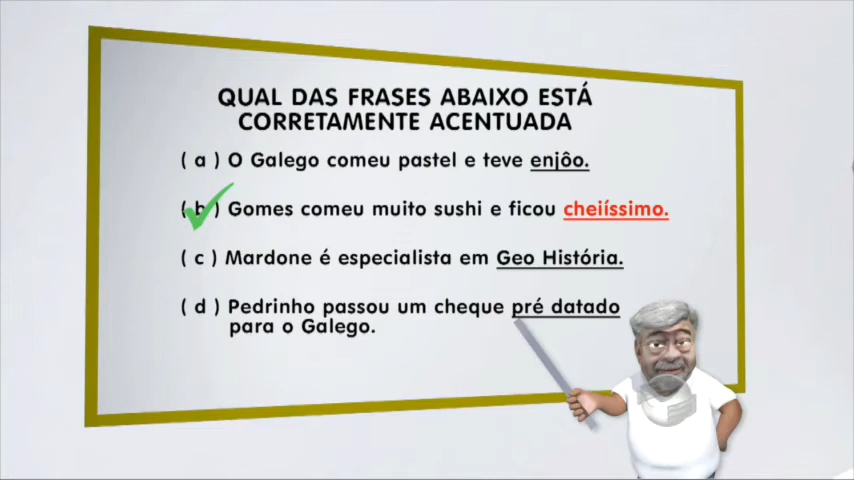 QUAL DAS FRASES ABAIXO ESTÁ
CORRETAMENTE ACENTUADA
( a ) O Galego comeu pastel e teve enjôo.
( b ) Gomes comeu muito sushi e ficou cheiíssimo.
( c ) Mardone é especialista em Geo História.
( d ) Pedrinho passou um cheque pré datado
para o Galego.